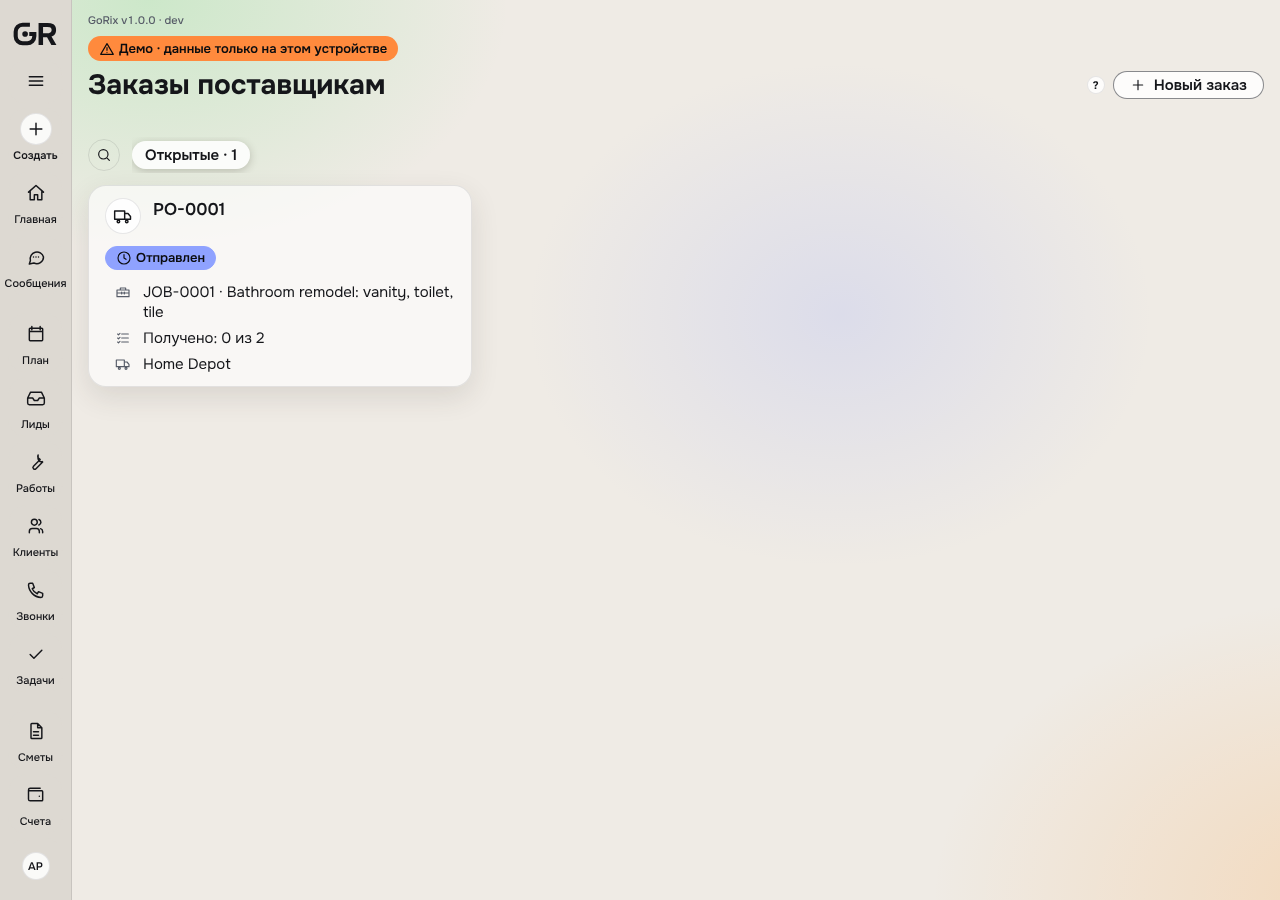 GR
GoRix v1.0.0 · dev
Демо · данные только на этом устройстве
Заказы поставщикам
?
Новый заказ
Создать
Главная
Сообщения
План
Лиды
Работы
Клиенты
Звонки
Задачи
Сметы
Счета
AP
Открытые · 1
PO-0001
Отправлен
JOB-0001 · Bathroom remodel: vanity, toilet,
tile
Получено: 0 из 2
Home Depot